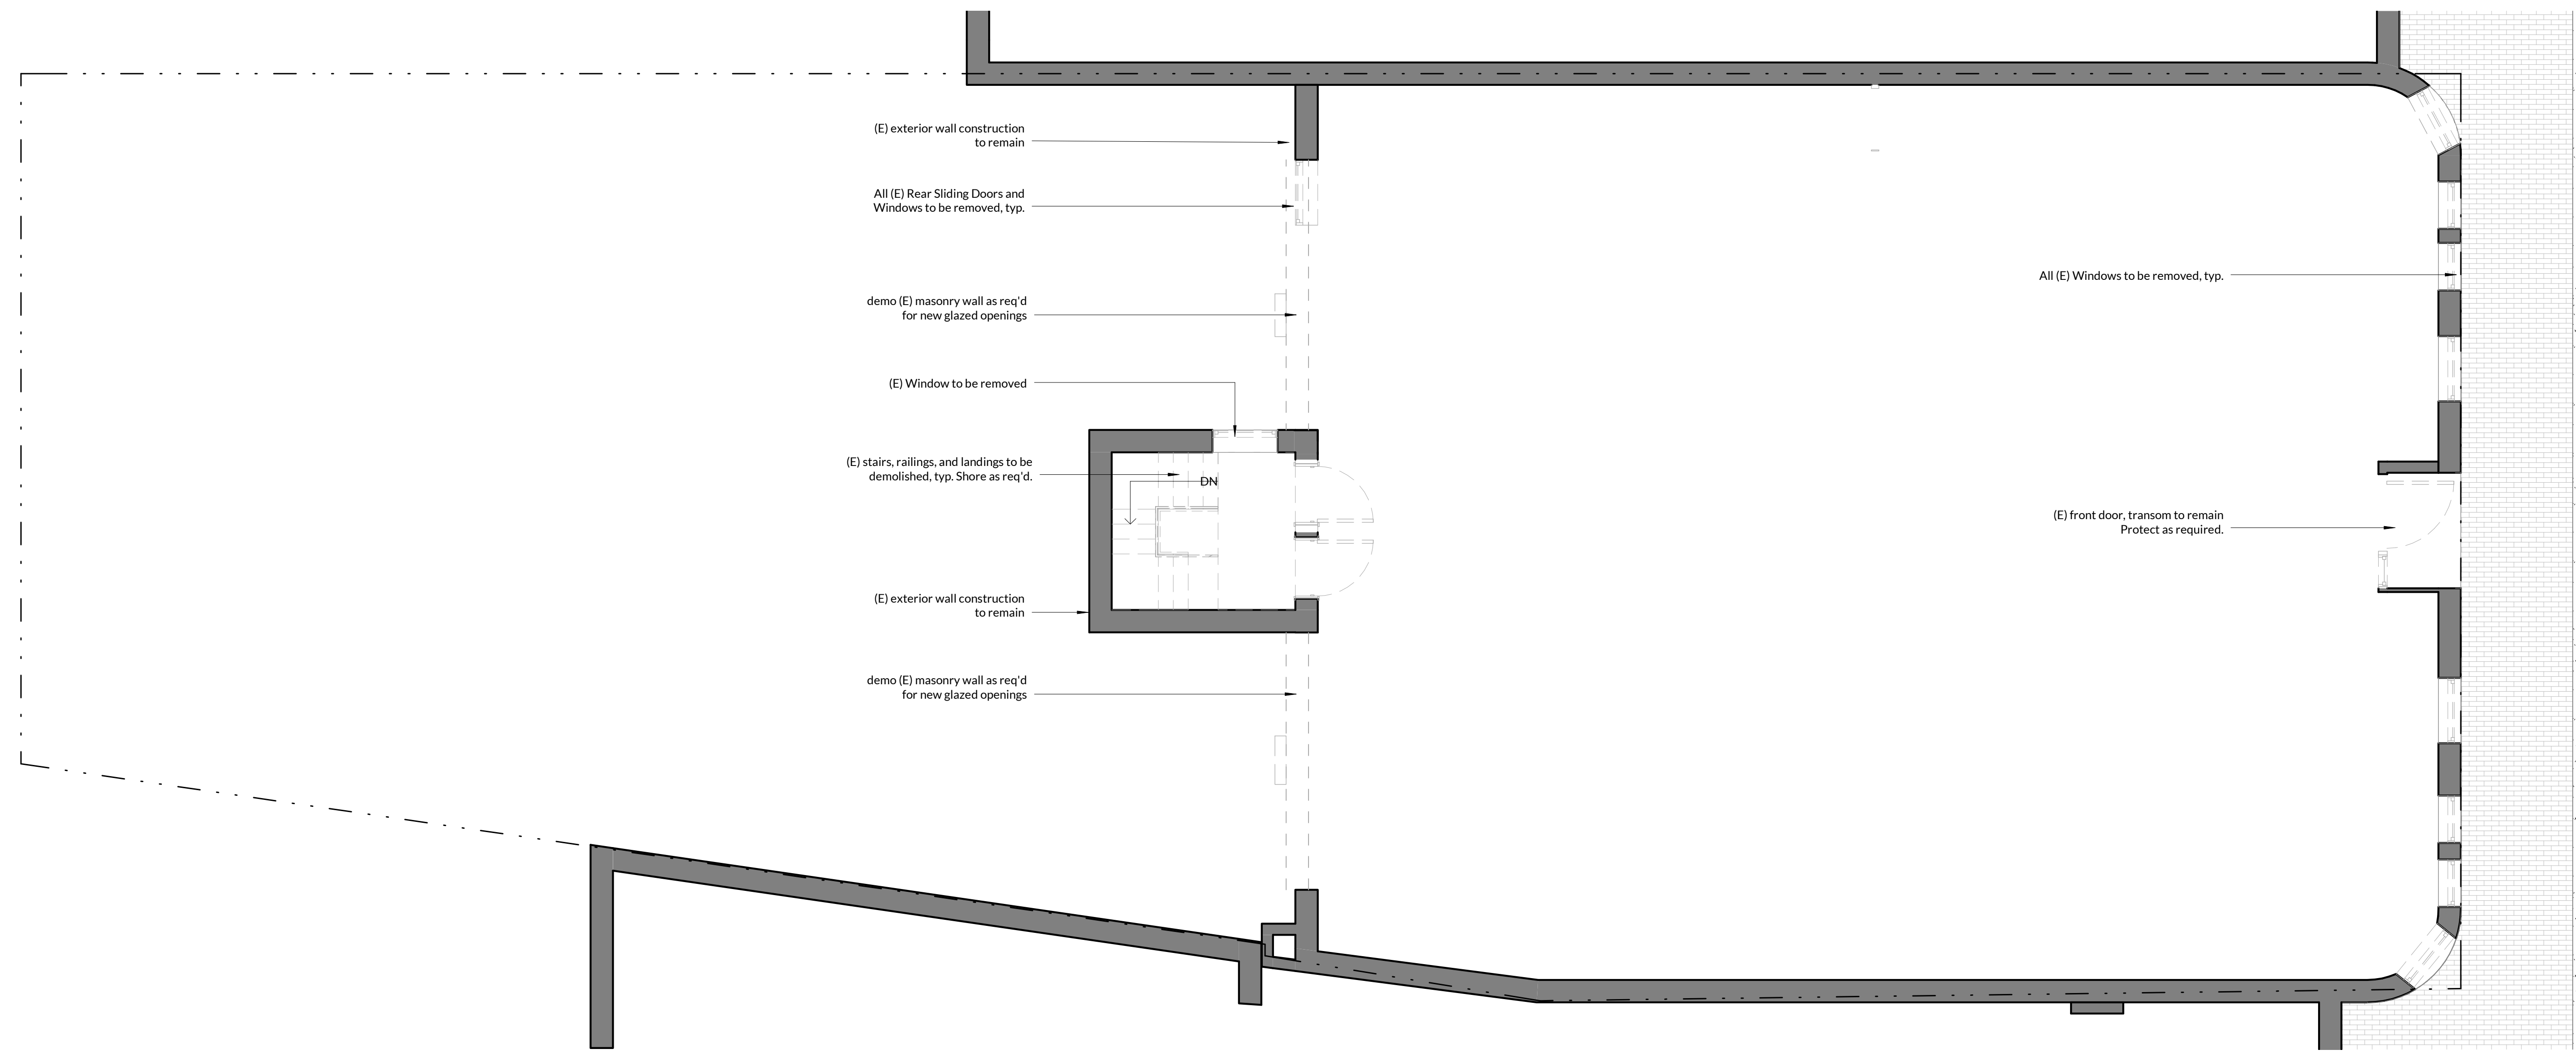 (E) exterior wall construction
to remain
All (E) Rear Sliding Doors and
Windows to be removed, typ.
All (E) Windows to be removed, typ.
demo (E) masonry wall as req'd
for new glazed openings
(E) Window to be removed
(E) stairs, railings, and landings to be
demolished, typ. Shore as req'd.
DN
(E) front door, transom to remain
Protect as required.
(E) exterior wall construction
to remain
demo (E) masonry wall as req'd
for new glazed openings